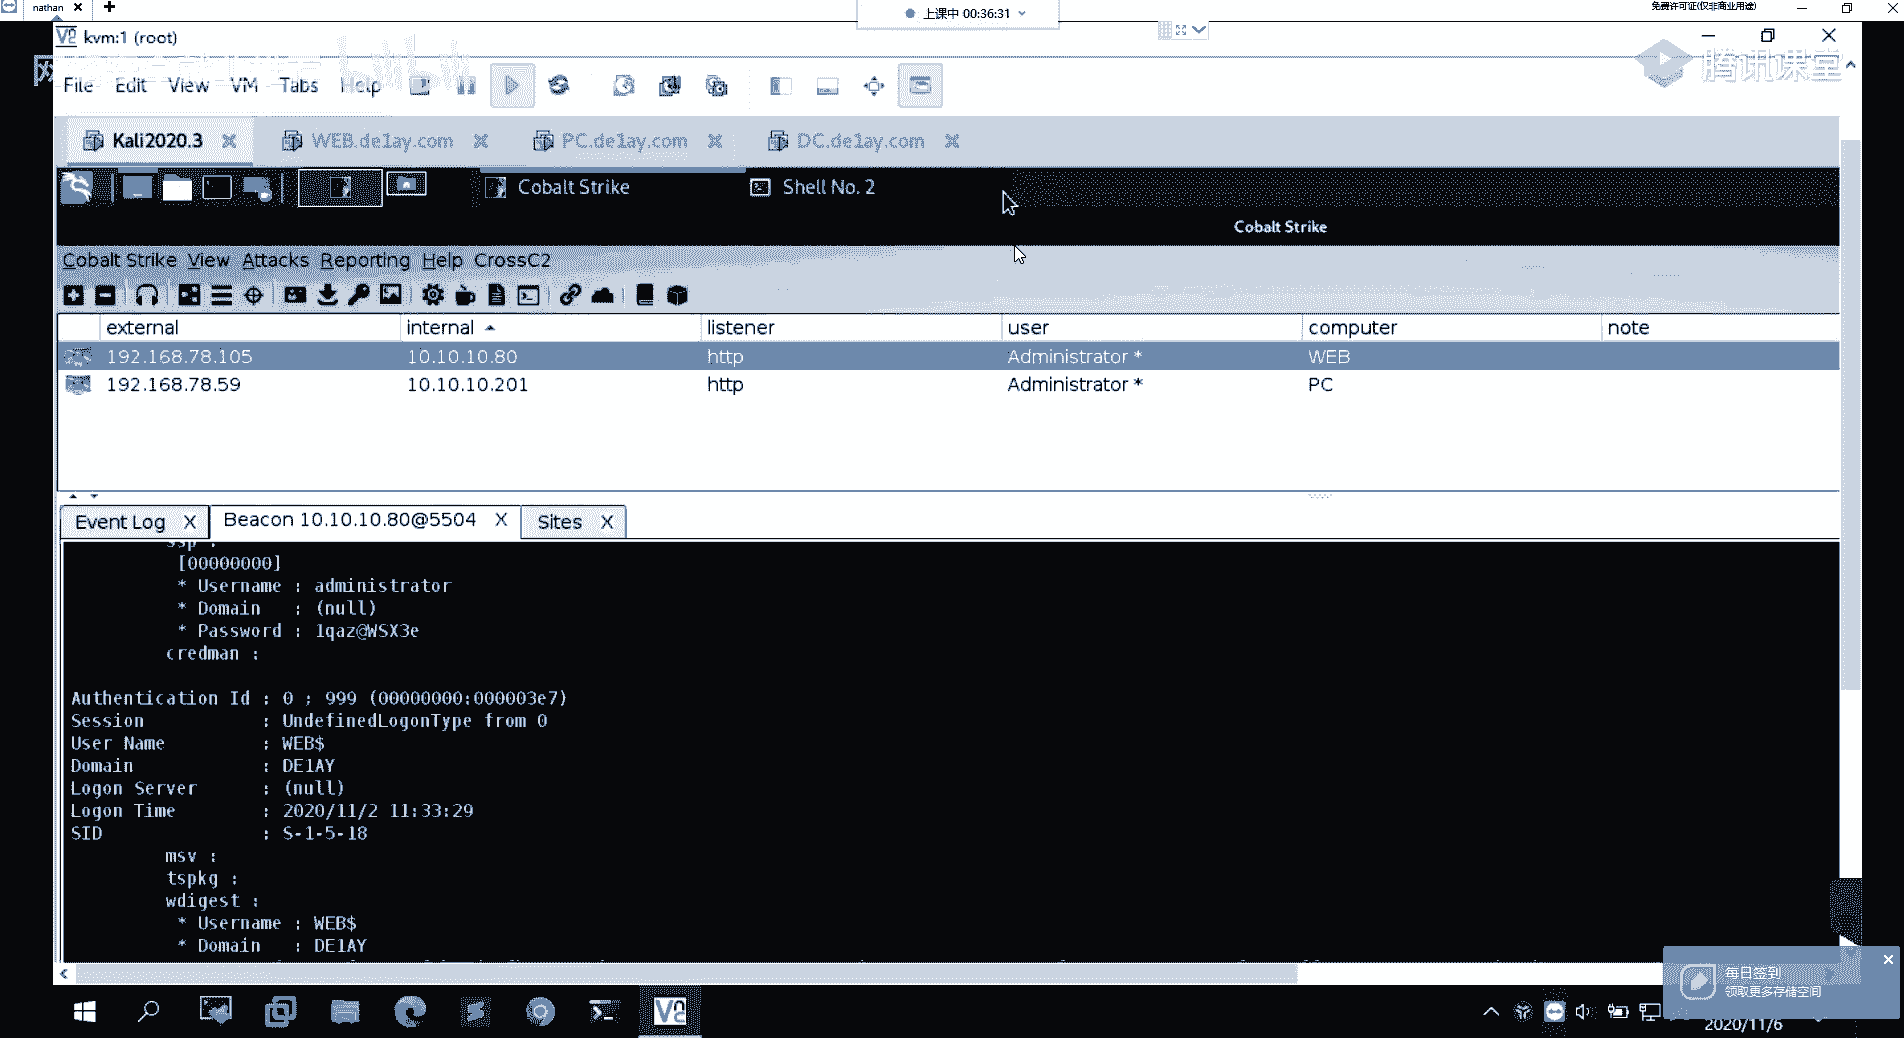 nathan
上课中 00:36:31
免费许可证(仅非商业用途)
kvm:1 (root)
腾讯课堂
File Edit View VM Tabs Help
Kali2020.3
WEB.de1ay.com
PC.de1ay.com
DC.de1ay.com
Cobalt Strike
Shell No. 2
Cobalt Strike
Cobalt Strike View Attacks Reporting Help CrossC2
external internal listener user computer note
192.168.78.105 10.10.10.80 http Administrator * WEB
192.168.78.59 10.10.10.201 http Administrator * PC
Event Log X Beacon 10.10.10.80@5504 X Sites X
ssp :
[00000000]
* Username : administrator
* Domain : (null)
* Password : 1qaz@WSX3e
credman :
Authentication Id : 0 ; 999 (00000000:000003e7)
Session : UndefinedLogonType from 0
User Name : WEB$
Domain : DE1AY
Logon Server : (null)
Logon Time : 2020/11/2 11:33:29
SID : S-1-5-18
msv :
tspkg :
wdigest :
* Username : WEB$
* Domain : DE1AY
每日签到
领取更多存储空间
2020/11/6